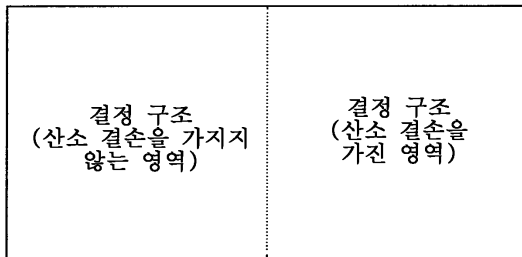 결정 구조
(산소 결손을 가지지
않는 영역)
결정 구조
(산소 결손을
가진 영역)